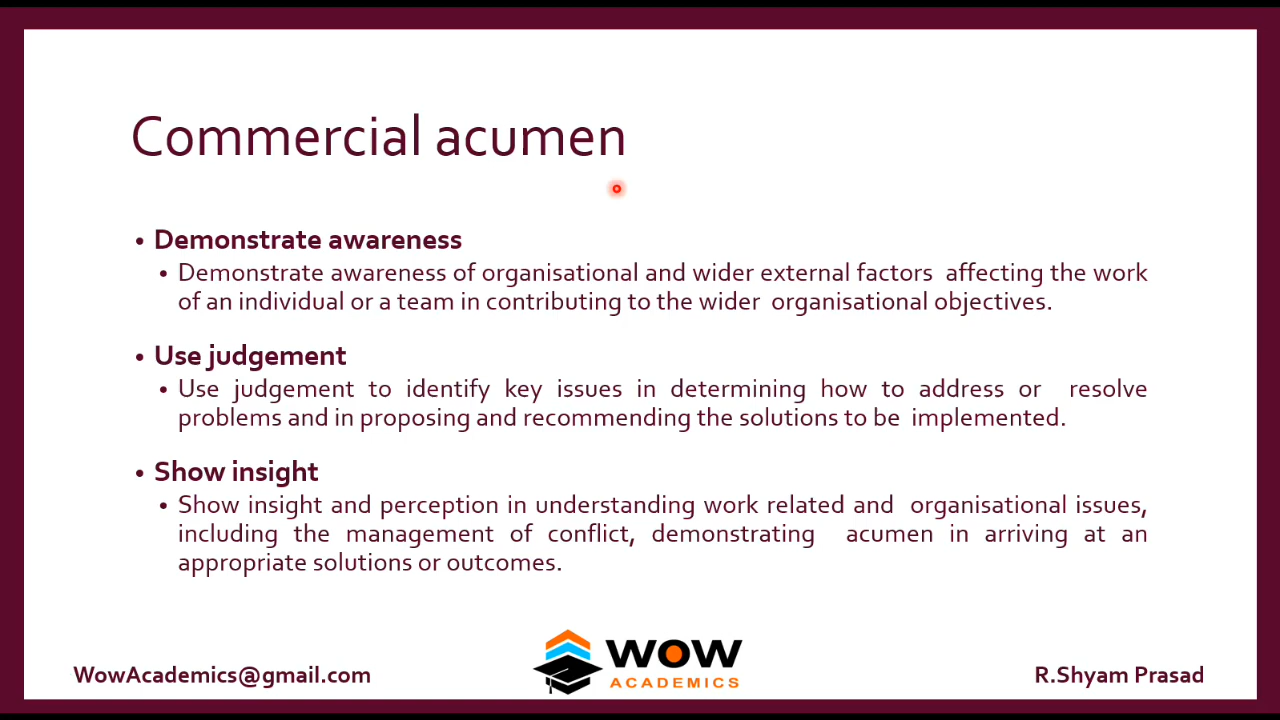 Commercial acumen
• Demonstrate awareness
• Demonstrate awareness of organisational and wider external factors affecting the work
of an individual or a team in contributing to the wider organisational objectives.
• Use judgement
• Use judgement to identify key issues in determining how to address or resolve
problems and in proposing and recommending the solutions to be implemented.
• Show insight
• Show insight and perception in understanding work related and organisational issues,
including the management of conflict, demonstrating acumen in arriving at an
appropriate solutions or outcomes.
WowAcademics@gmail.com
WOW
ACADEMICS
R.Shyam Prasad